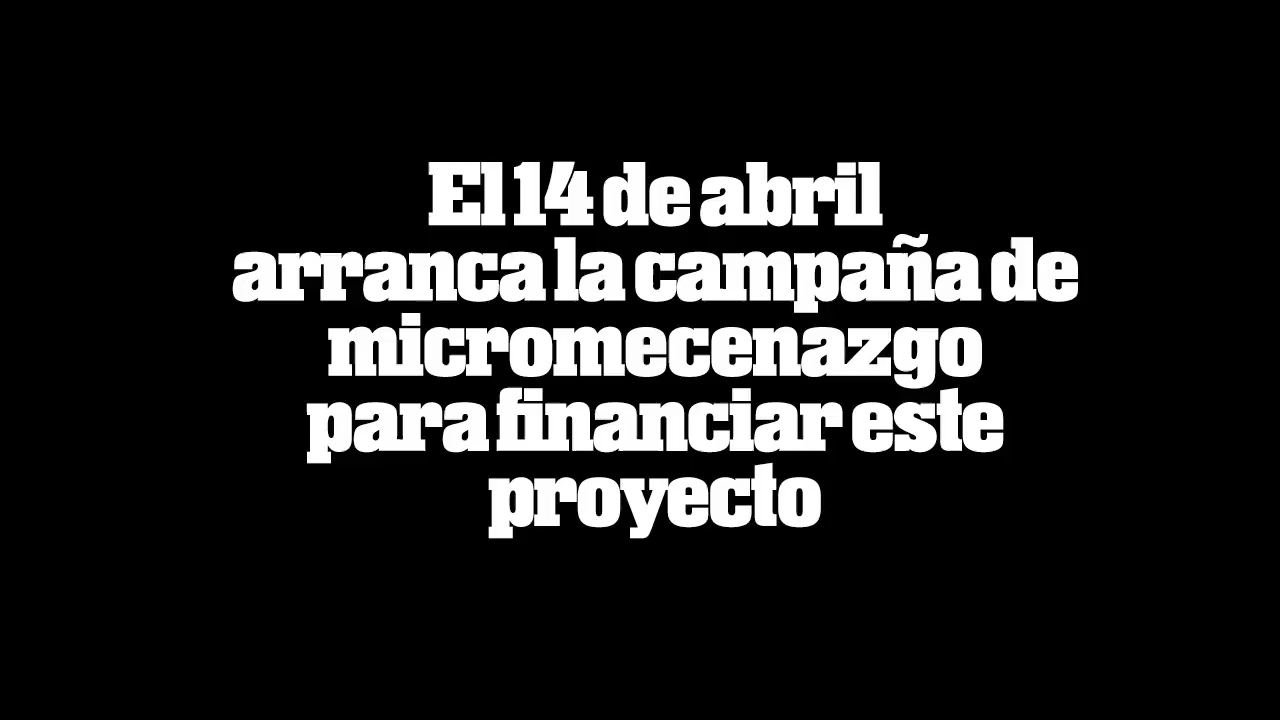 El 14 de abril
arranca la campaña de
micromecenazgo
para financiar este
proyecto